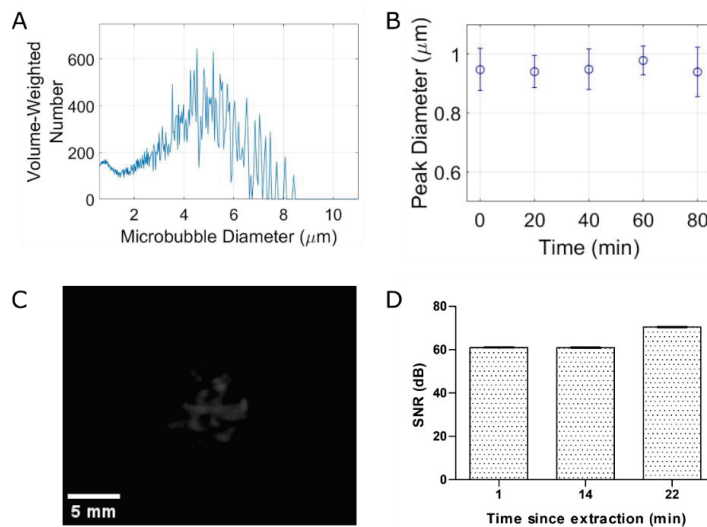 A
Volume-Weighted
Number
600
400
200
0
2 4 6 8 10
Microbubble Diameter (μm)
B
Peak Diameter (μm)
1
0.8
0.6
0 20 40 60 80
Time (min)
C
5 mm
D
SNR (dB)
80
60
40
20
0
1 14 22
Time since extraction (min)